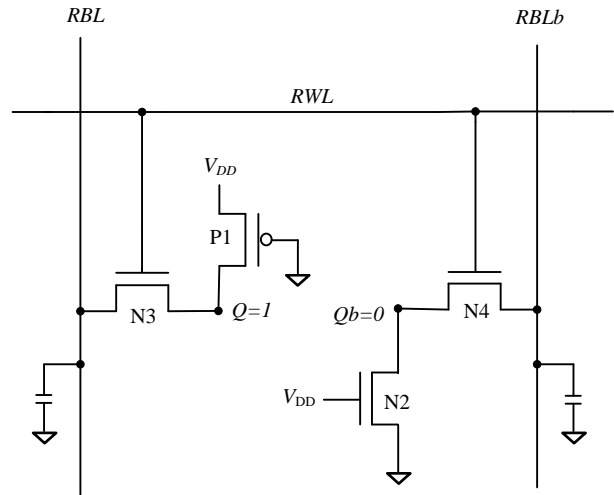 RBL
RBLb
RWL
VDD
P1
N3
Q=1
Qb=0
N4
VDD
N2